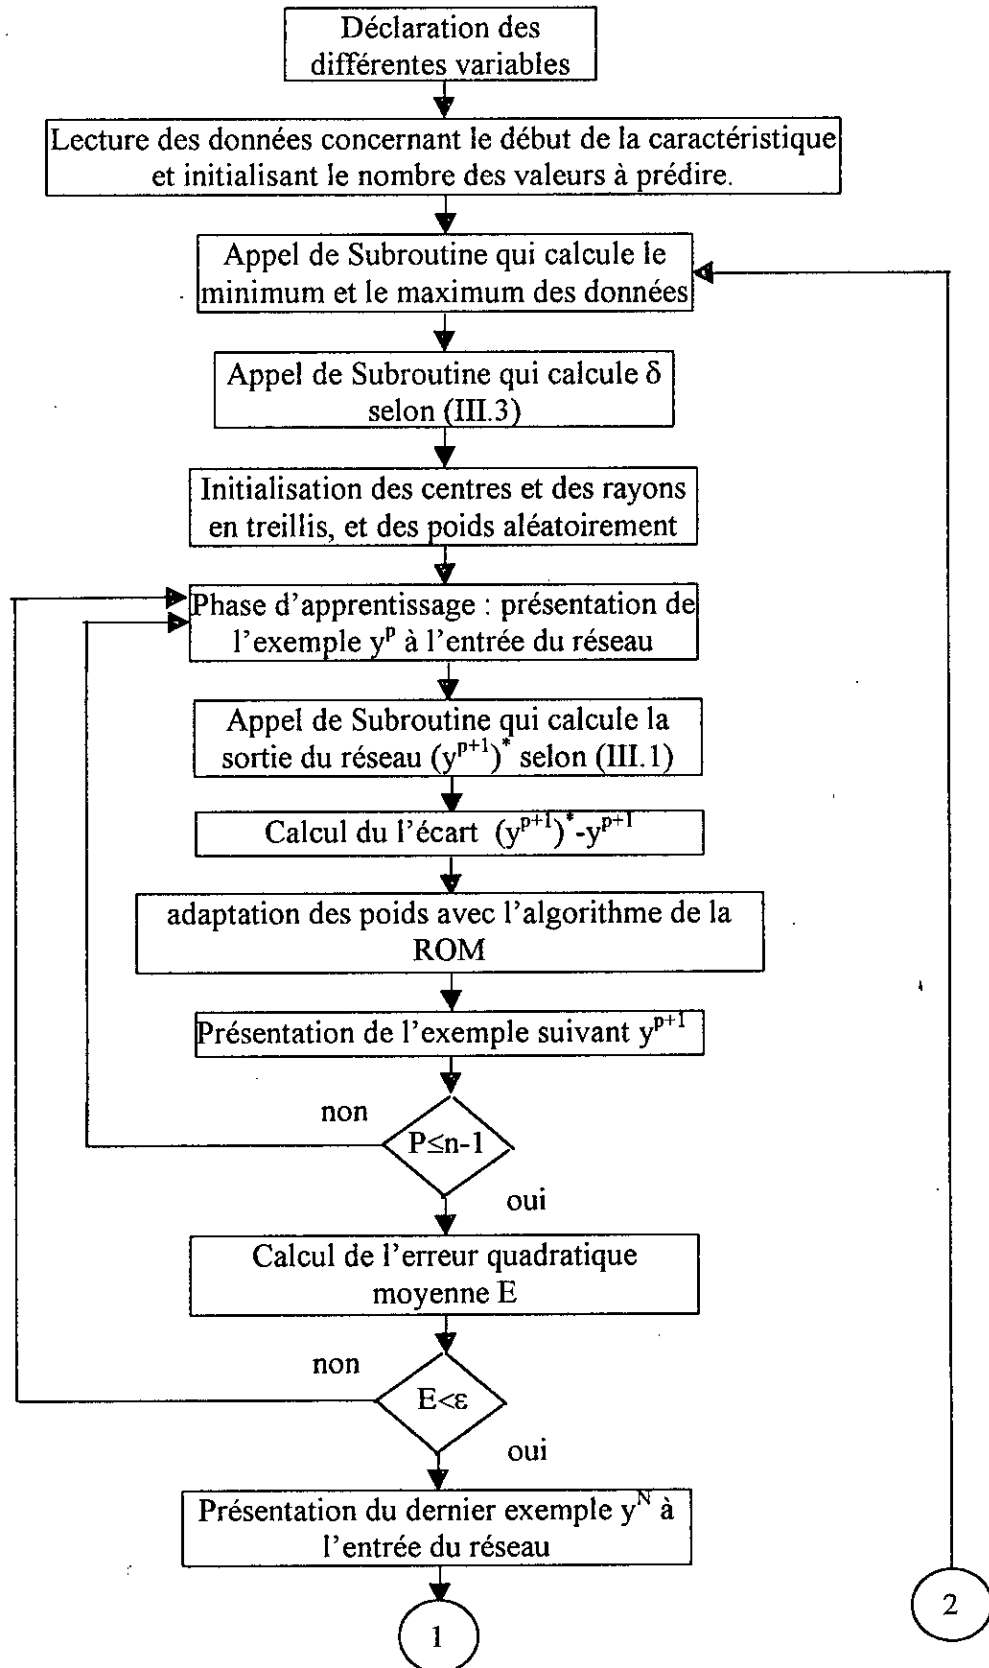 Déclaration des
différentes variables
Lecture des données concernant le début de la caractéristique
et initialisant le nombre des valeurs à prédire.
Appel de Subroutine qui calcule le
minimum et le maximum des données
Appel de Subroutine qui calcule δ
selon (III.3)
Initialisation des centres et des rayons
en treillis, et des poids aléatoirement
Phase d'apprentissage : présentation de
l'exemple y^p à l'entrée du réseau
Appel de Subroutine qui calcule la
sortie du réseau (y^{p+1})^* selon (III.1)
Calcul du l'écart (y^{p+1})^*-y^{p+1}
adaptation des poids avec l'algorithme de la
ROM
Présentation de l'exemple suivant y^{p+1}
non
P≤n-1
oui
Calcul de l'erreur quadratique
moyenne E
non
E<ε
oui
Présentation du dernier exemple y^N à
l'entrée du réseau
1
2